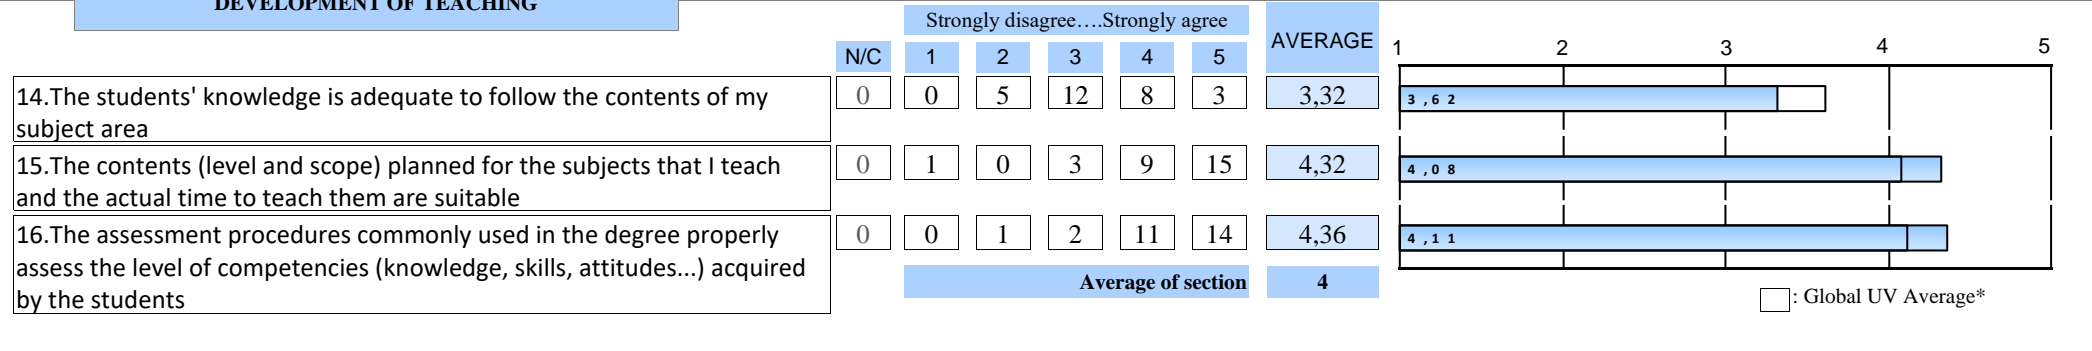 DEVELOPMENT OF TEACHING
Strongly disagree….Strongly agree
AVERAGE
N/C 1 2 3 4 5
1 2 3 4 5
14.The students' knowledge is adequate to follow the contents of my
subject area
0 0 5 12 8 3 3,32
3,62
15.The contents (level and scope) planned for the subjects that I teach
and the actual time to teach them are suitable
0 1 0 3 9 15 4,32
4,08
16.The assessment procedures commonly used in the degree properly
assess the level of competencies (knowledge, skills, attitudes...) acquired
by the students
0 0 1 2 11 14 4,36
4,11
Average of section 4
: Global UV Average*